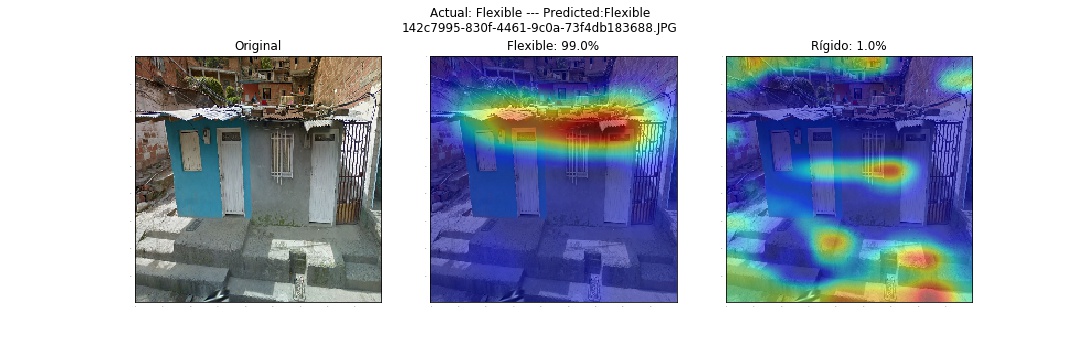 Actual: Flexible --- Predicted:Flexible
142c7995-830f-4461-9c0a-73f4db183688.JPG
Original
Flexible: 99.0%
Rígido: 1.0%